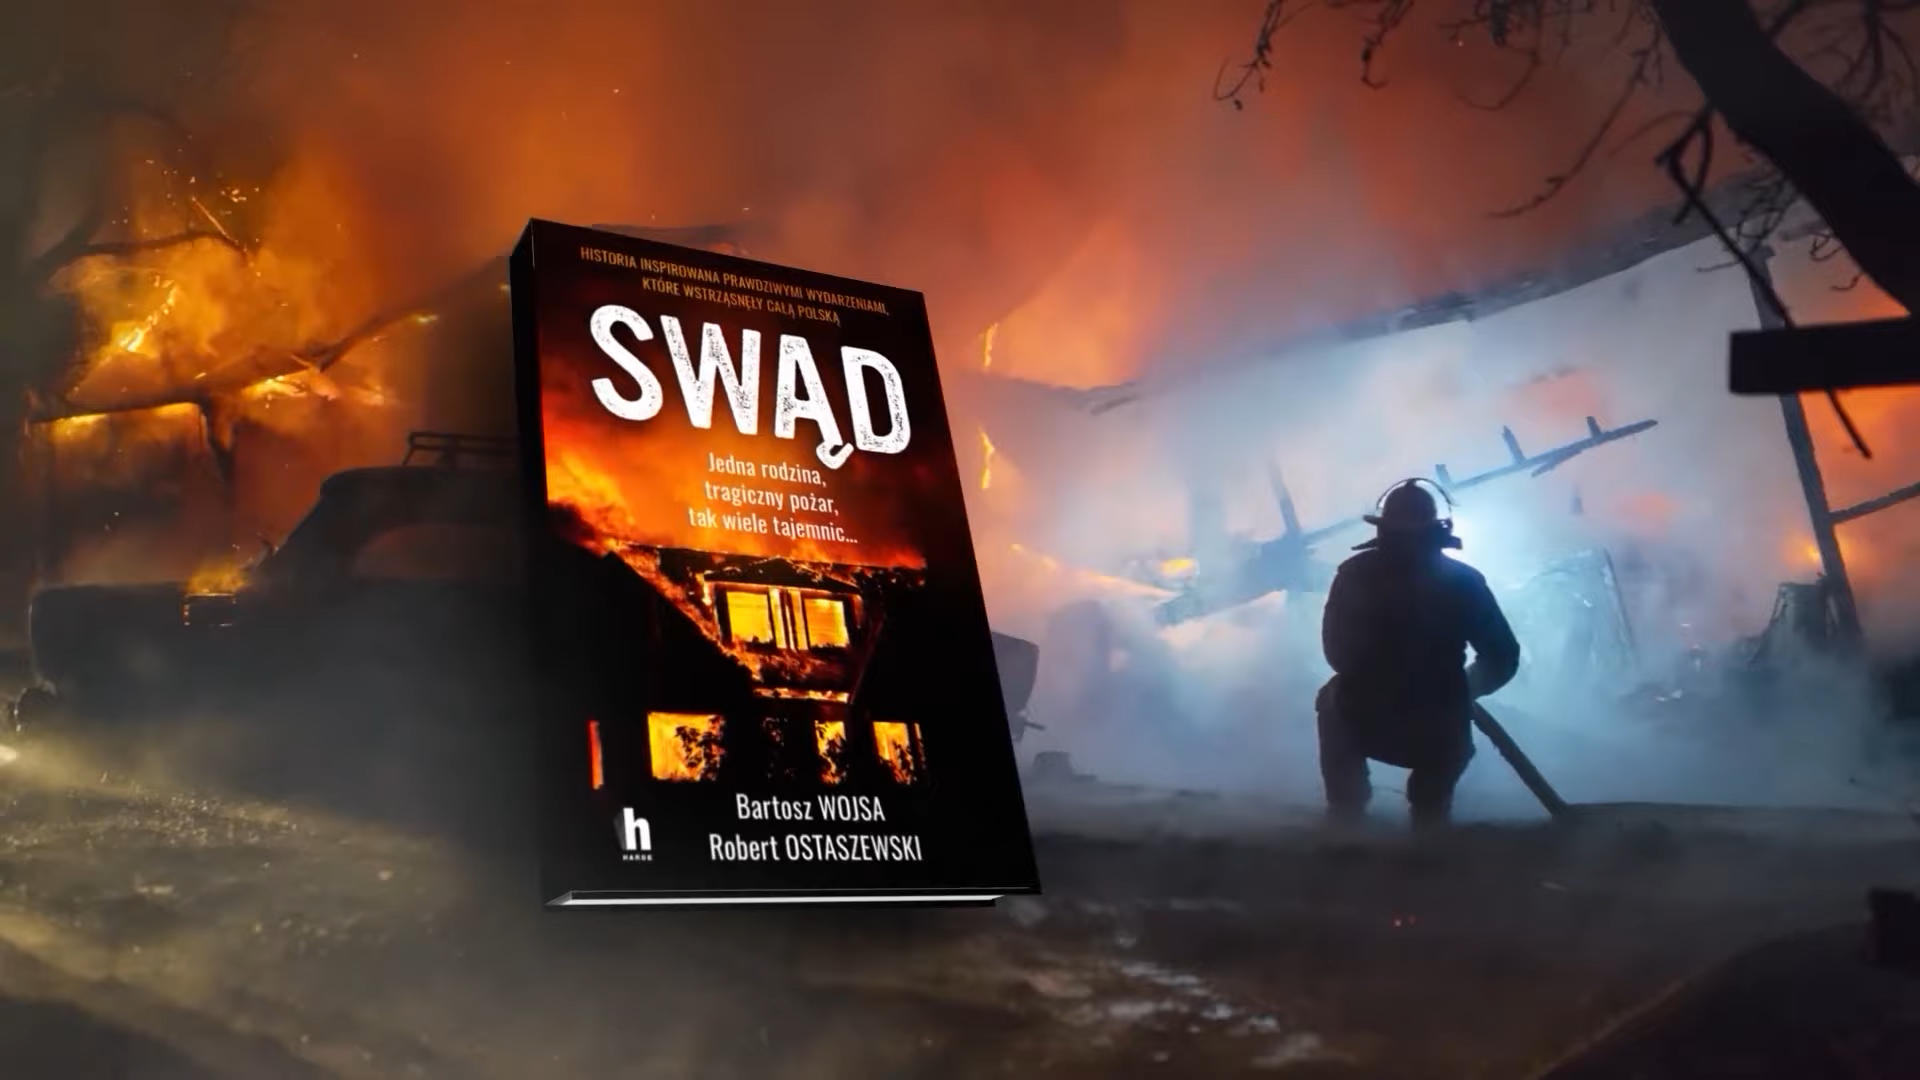 HISTORIA INSPIROWANA PRAWDZIWYMI WYDARZENIAMI,
KTÓRE WSTRZĄSNĘŁY CAŁĄ POLSKĄ
SWĄD
Jedna rodzina,
tragiczny pożar,
tak wiele tajemnic...
Bartosz WOJSA
Robert OSTASZEWSKI
h
HARDE